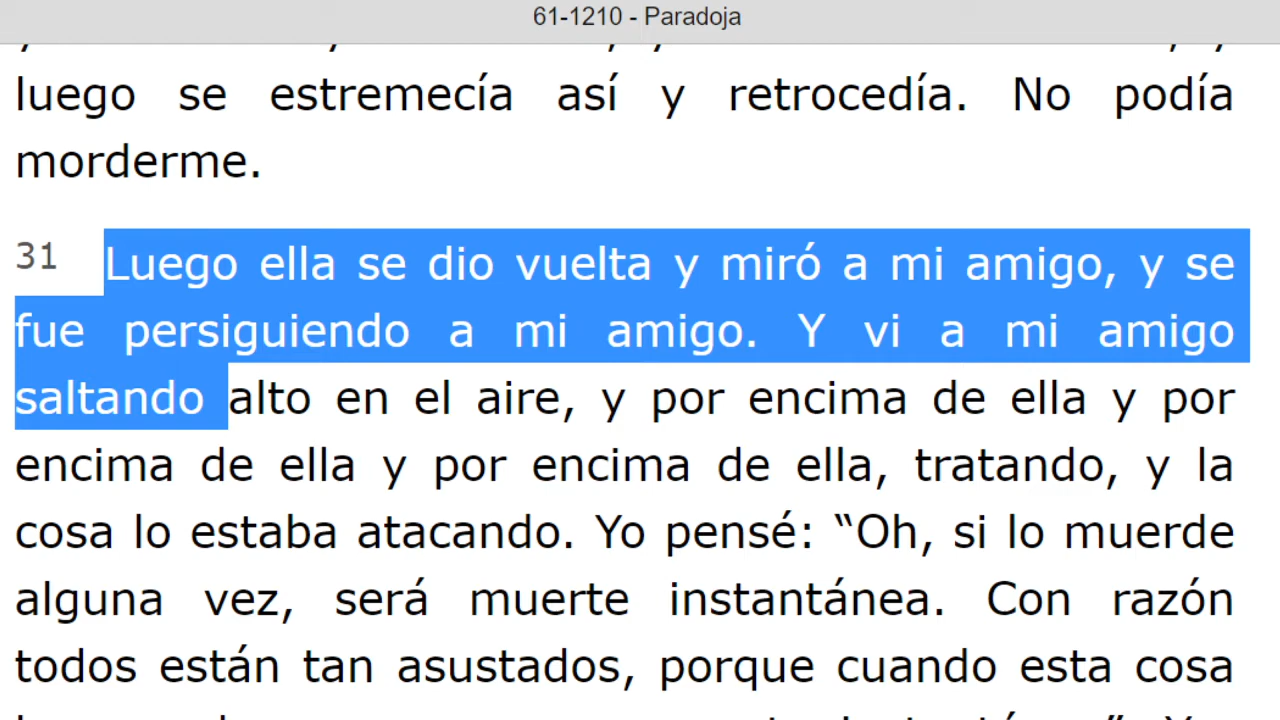 61-1210 - Paradoja
luego se estremecía así y retrocedía. No podía
morderme.
31 Luego ella se dio vuelta y miró a mi amigo, y se
fue persiguiendo a mi amigo. Y vi a mi amigo
saltando alto en el aire, y por encima de ella y por
encima de ella y por encima de ella, tratando, y la
cosa lo estaba atacando. Yo pensé: “Oh, si lo muerde
alguna vez, será muerte instantánea. Con razón
todos están tan asustados, porque cuando esta cosa